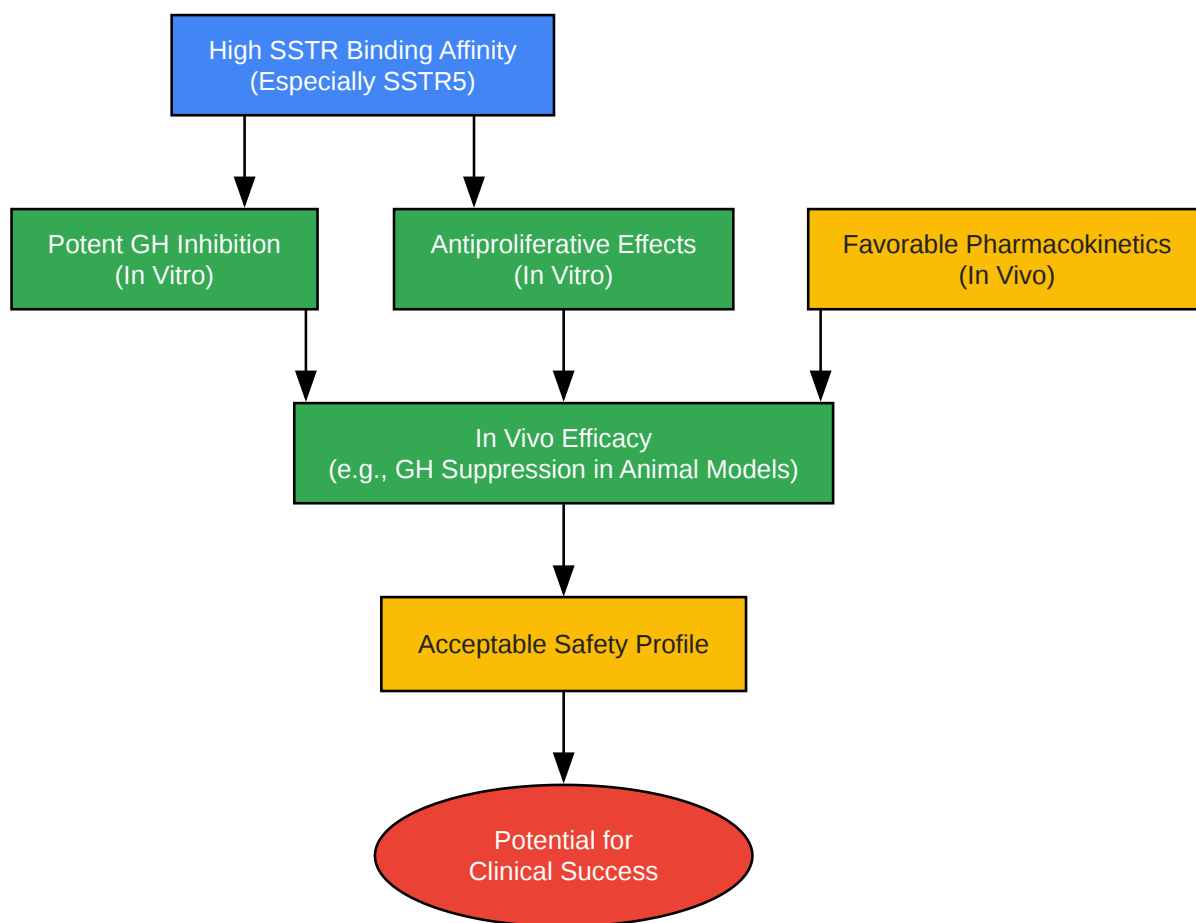 High SSTR Binding Affinity
(Especially SSTR5)
Potent GH Inhibition
(In Vitro)
Antiproliferative Effects
(In Vitro)
Favorable Pharmacokinetics
(In Vivo)
In Vivo Efficacy
(e.g., GH Suppression in Animal Models)
Acceptable Safety Profile
Potential for
Clinical Success